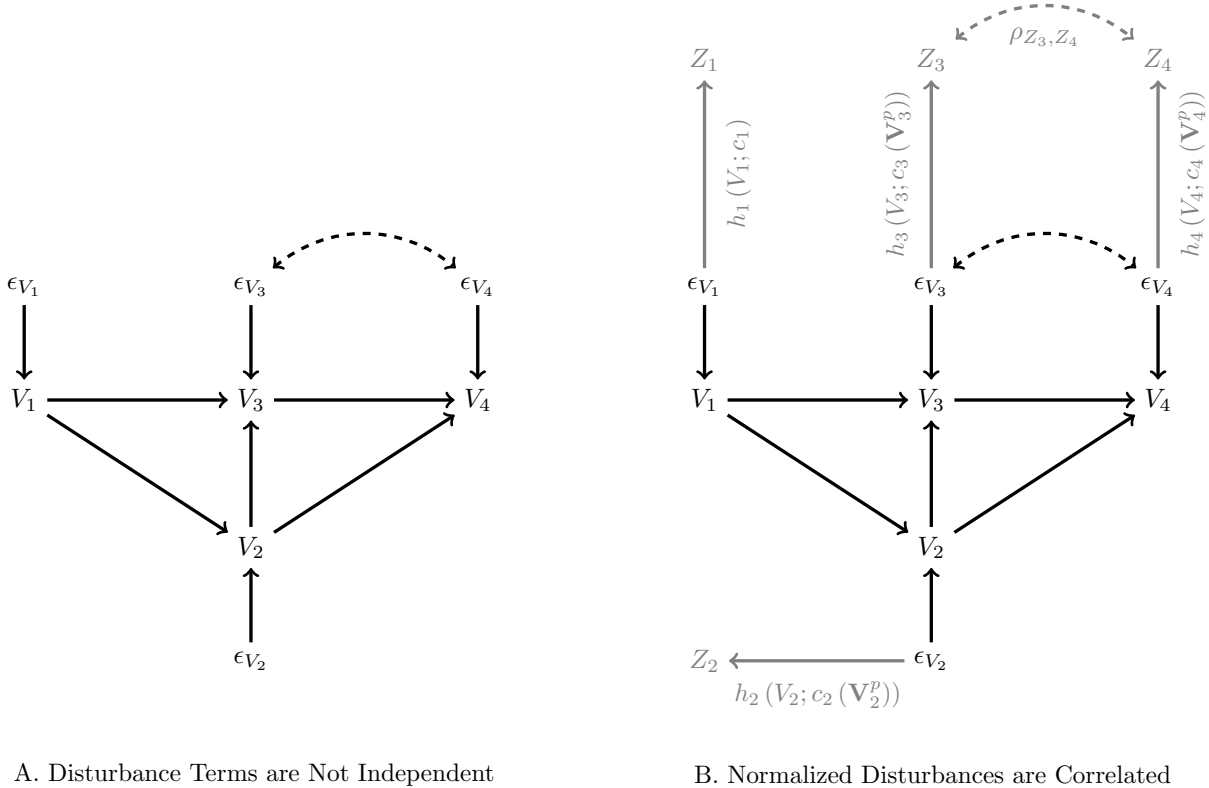 ϵ_{V_1}
ϵ_{V_3}
ϵ_{V_4}
V_1
V_3
V_4
V_2
ϵ_{V_2}
A. Disturbance Terms are Not Independent
ρ_{Z_3,Z_4}
Z_1
Z_3
Z_4
h_1 (V_1; c_1)
h_3 (V_3; c_3 (𝐕_3^p))
h_4 (V_4; c_4 (𝐕_4^p))
ϵ_{V_1}
ϵ_{V_3}
ϵ_{V_4}
V_1
V_3
V_4
V_2
Z_2
ϵ_{V_2}
h_2 (V_2; c_2 (𝐕_2^p))
B. Normalized Disturbances are Correlated